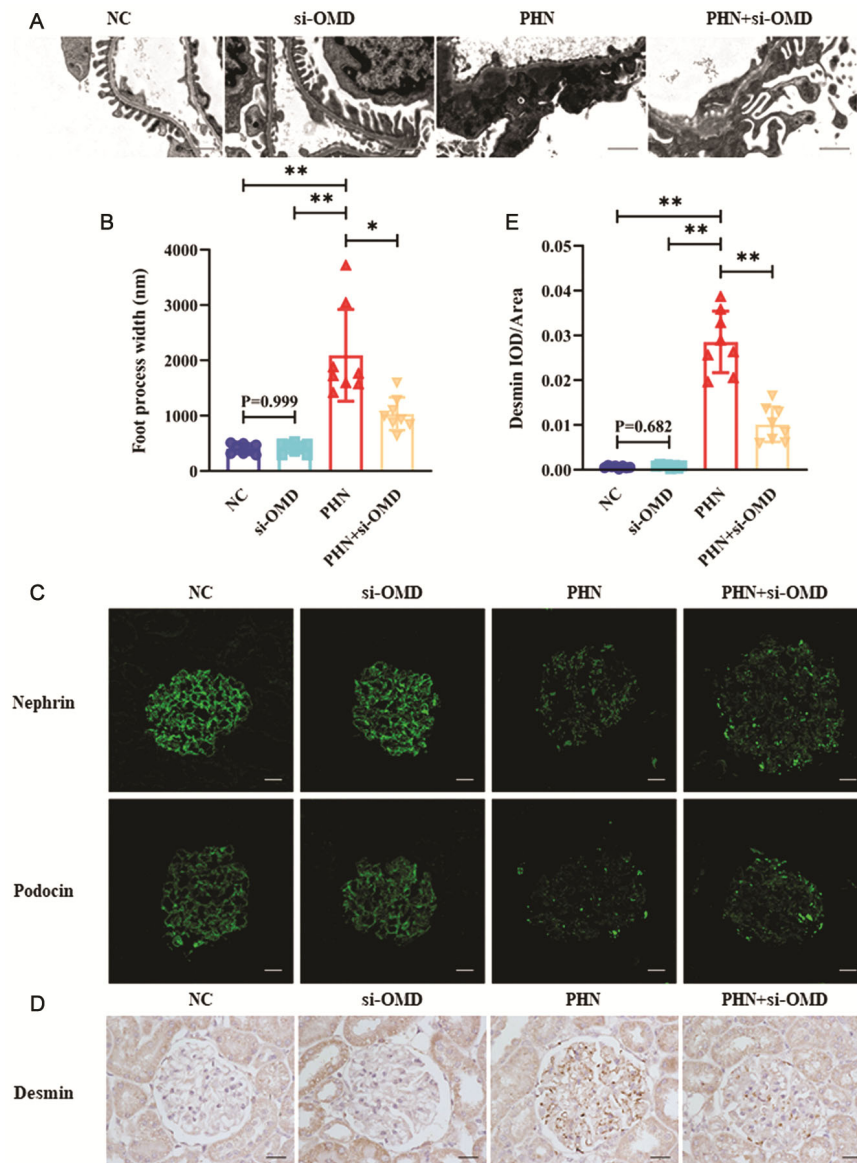 A
NC si-OMD PHN PHN+si-OMD
B
** ** *
Foot process width (nm)
4000
3000
2000
1000
0
P=0.999
NC si-OMD PHN PHN+si-OMD
E
** ** **
Desmin IOD/Area
0.05
0.04
0.03
0.02
0.01
0.00
P=0.682
NC si-OMD PHN PHN+si-OMD
C
NC si-OMD PHN PHN+si-OMD
Nephrin
Podocin
D
NC si-OMD PHN PHN+si-OMD
Desmin